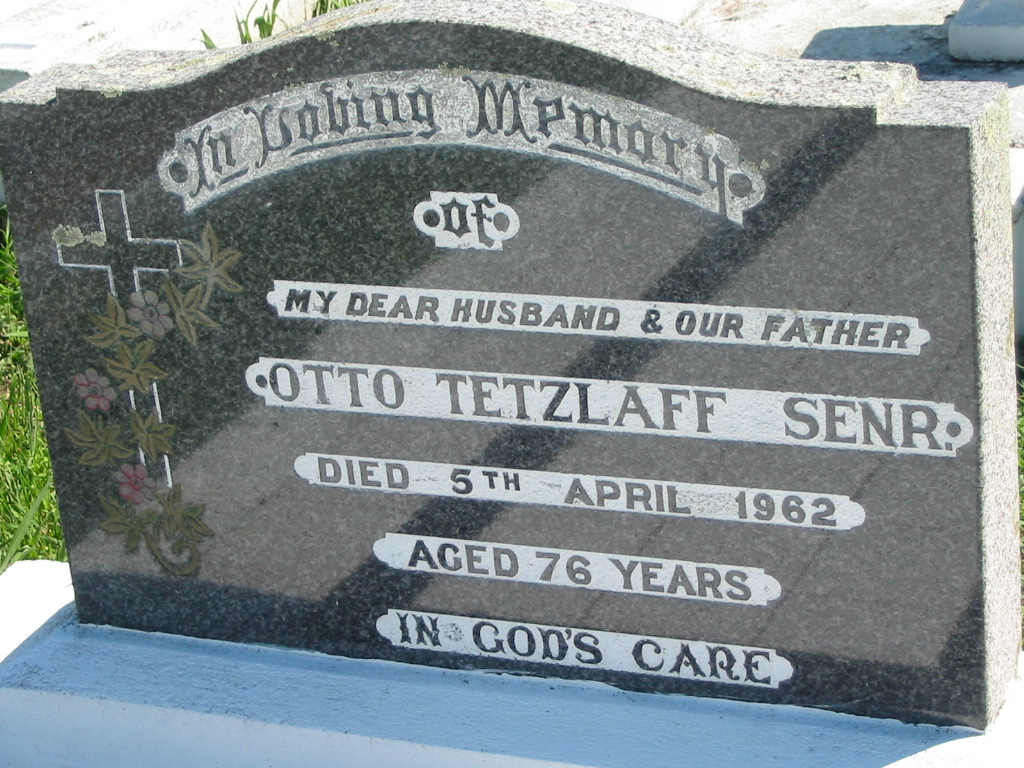 In Loving Memory
of
MY DEAR HUSBAND & OUR FATHER
OTTO TETZLAFF SENR.
DIED 5TH APRIL 1962
AGED 76 YEARS
IN GOD'S CARE